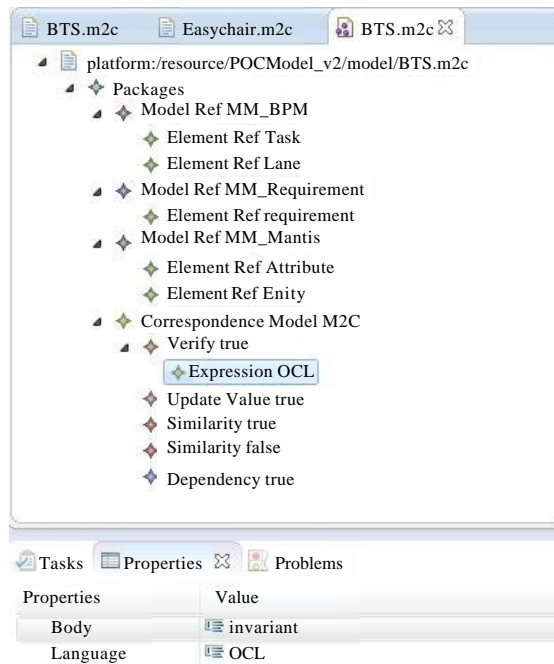 BTS.m2c Easychair.m2c BTS.m2c
platform:/resource/POCModel_v2/model/BTS.m2c
Packages
Model Ref MM_BPM
Element Ref Task
Element Ref Lane
Model Ref MM_Requirement
Element Ref requirement
Model Ref MM_Mantis
Element Ref Attribute
Element Ref Enity
Correspondence Model M2C
Verify true
Expression OCL
Update Value true
Similarity true
Similarity false
Dependency true
Tasks Properties Problems
Properties Value
Body invariant
Language OCL